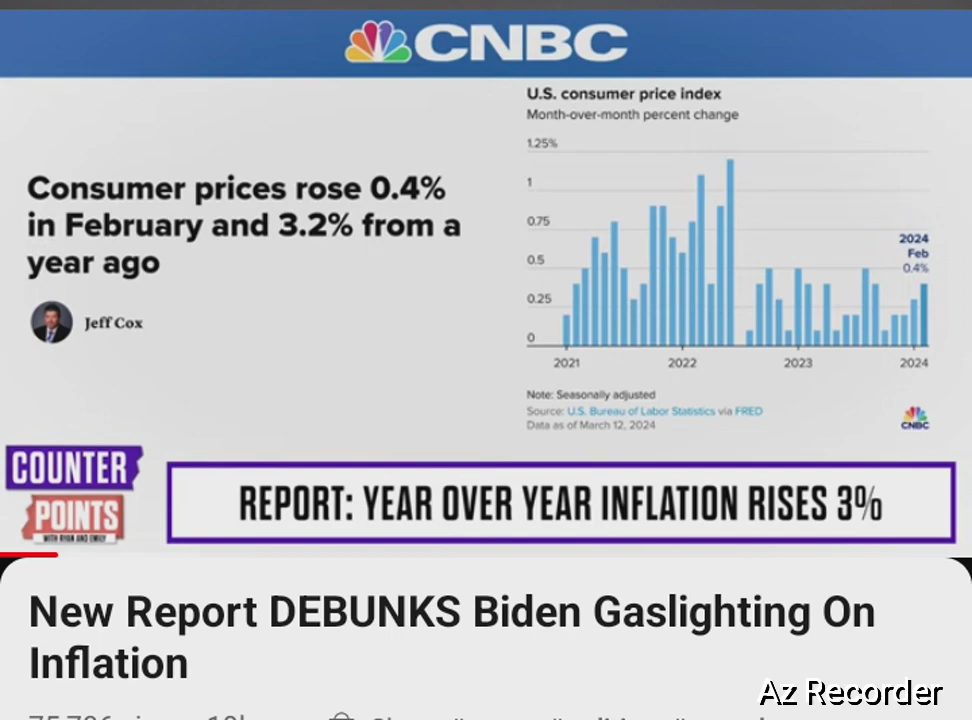 CNBC
U.S. consumer price index
Month-over-month percent change
1.25%
1
0.75
0.5
0.25
0
2024
Feb
0.4%
2021 2022 2023 2024
Note: Seasonally adjusted
Source: U.S. Bureau of Labor Statistics via FRED
Data as of March 12, 2024
CNBC
Consumer prices rose 0.4%
in February and 3.2% from a
year ago
Jeff Cox
COUNTER
POINTS
WITH RYAN AND EMILY
REPORT: YEAR OVER YEAR INFLATION RISES 3%
New Report DEBUNKS Biden Gaslighting On
Inflation
Az Recorder